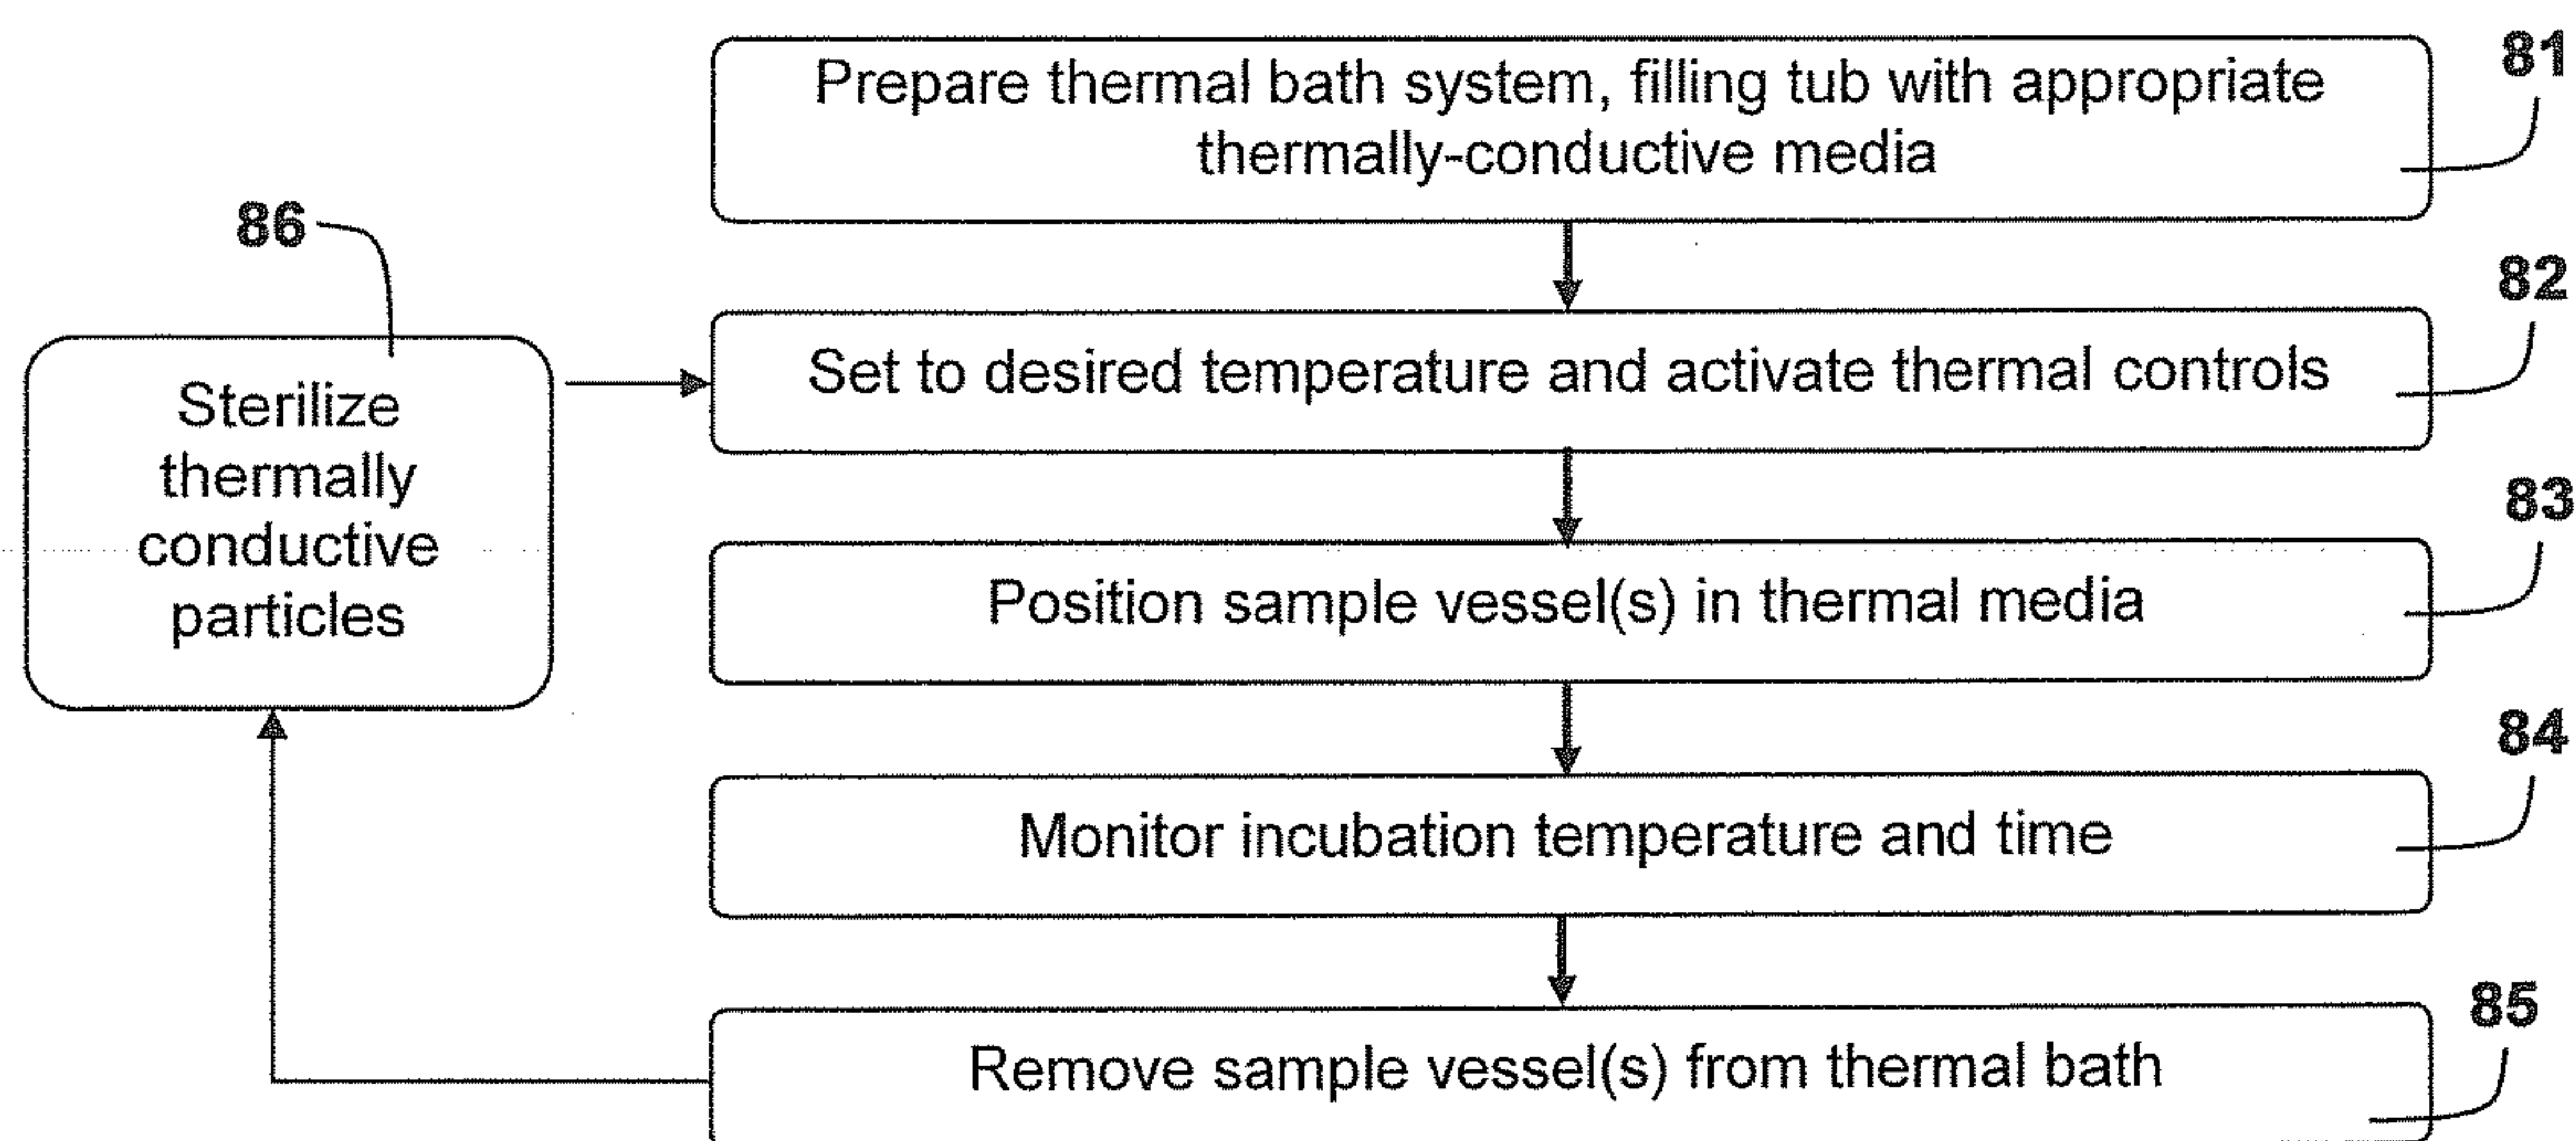 81
Prepare thermal bath system, filling tub with appropriate
thermally-conductive media
86
82
Set to desired temperature and activate thermal controls
Sterilize
thermally
conductive
particles
83
Position sample vessel(s) in thermal media
84
Monitor incubation temperature and time
85
Remove sample vessel(s) from thermal bath